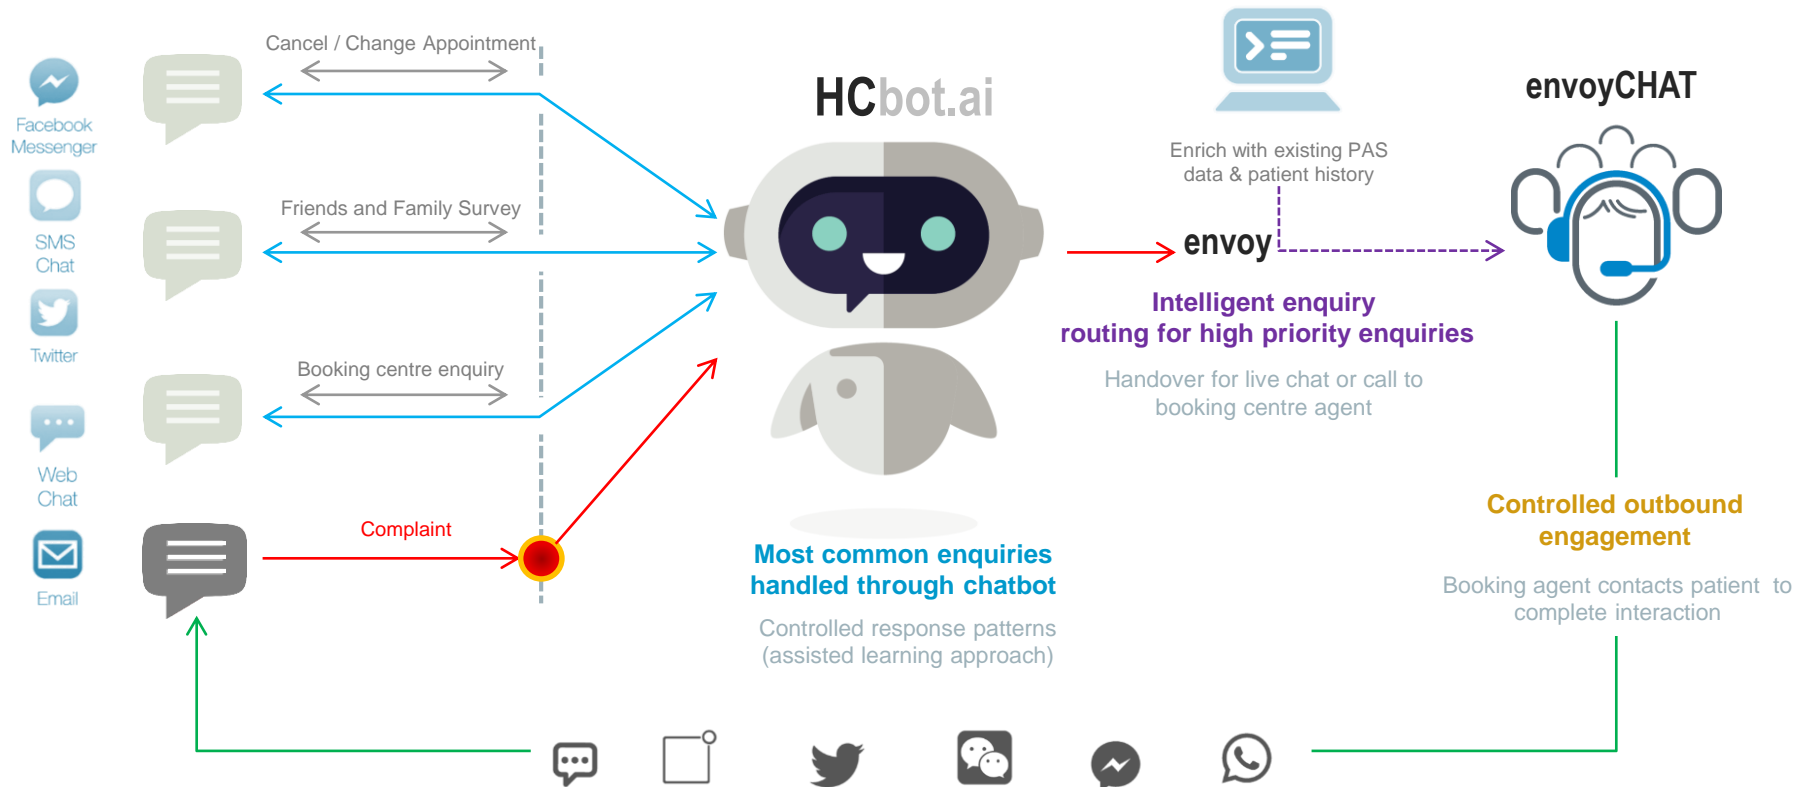 Facebook
Messenger
SMS
Chat
Twitter
Web
Chat
Email
Cancel / Change Appointment
Friends and Family Survey
Booking centre enquiry
Complaint
HCbot.ai
Most common enquiries
handled through chatbot
Controlled response patterns
(assisted learning approach)
Enrich with existing PAS
data & patient history
envoy
Intelligent enquiry
routing for high priority enquiries
Handover for live chat or call to
booking centre agent
envoyCHAT
Controlled outbound
engagement
Booking agent contacts patient to
complete interaction